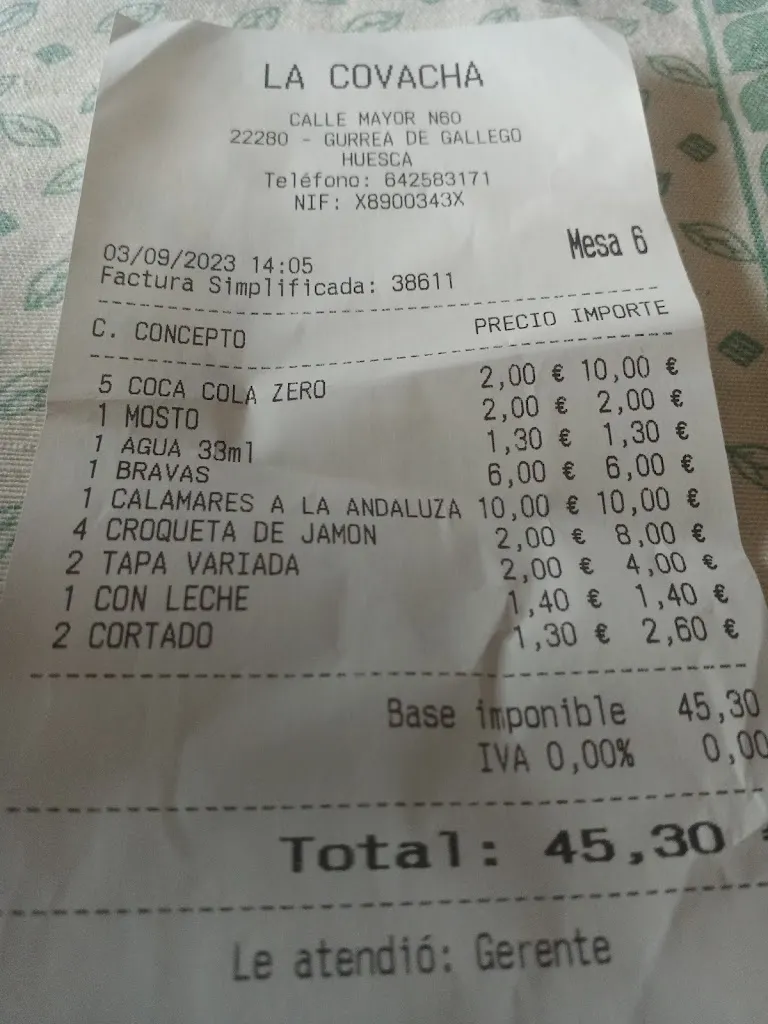 LA COVACHA
CALLE MAYOR N60
22280 - GURREA DE GALLEGO
HUESCA
Teléfono: 642583171
NIF: X8900343X
Mesa 6
03/09/2023 14:05
Factura Simplificada: 38611
C. CONCEPTO PRECIO IMPORTE
5 COCA COLA ZERO 2,00 € 10,00 €
1 MOSTO 2,00 € 2,00 €
1 AGUA 33ml 1,30 € 1,30 €
1 BRAVAS 6,00 € 6,00 €
1 CALAMARES A LA ANDALUZA 10,00 € 10,00 €
4 CROQUETA DE JAMON 2,00 € 8,00 €
2 TAPA VARIADA 2,00 € 4,00 €
1 CON LECHE 1,40 € 1,40 €
2 CORTADO 1,30 € 2,60 €
Base imponible 45,30
IVA 0,00% 0,00
Total: 45,30 €
Le atendió: Gerente